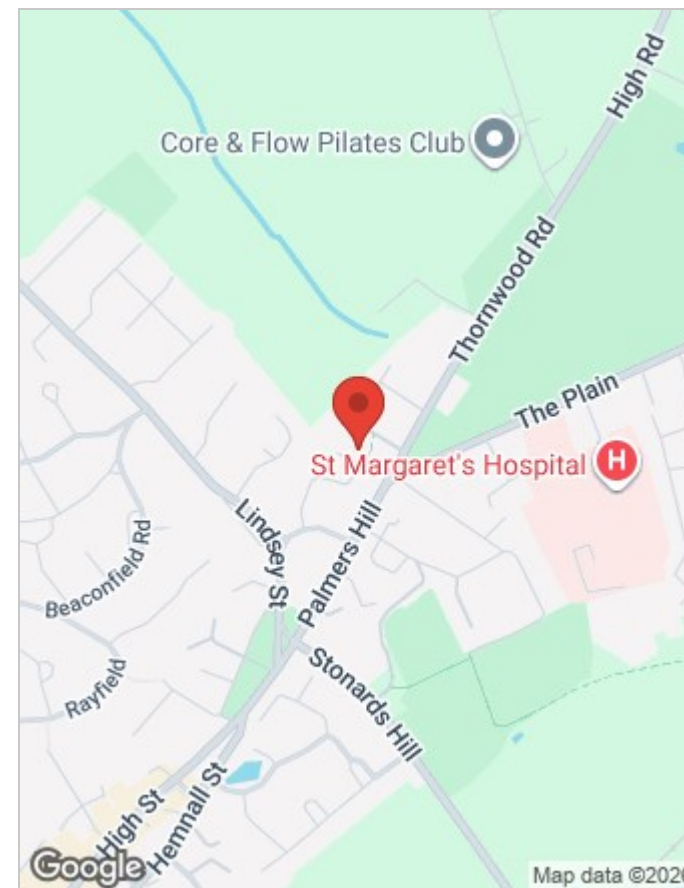 High Rd
Core & Flow Pilates Club
Thornwood Rd
The Plain
St Margaret's Hospital
H
Lindsey St
Palmers Hill
Beaconfield Rd
Rayfield
Stonards Hill
High St
Hemnall St
Google
Map data ©2026